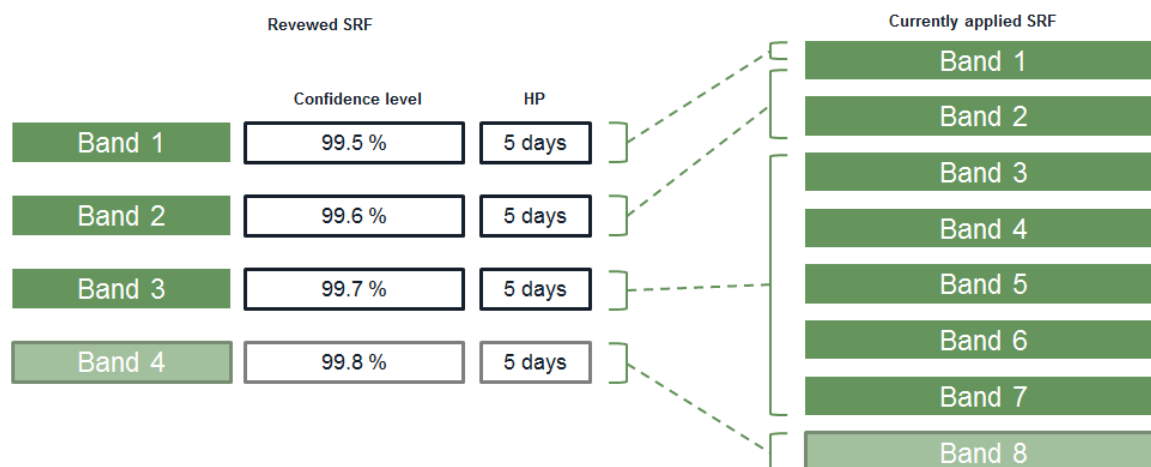 Revewed SRF
Currently applied SRF
Confidence level
HP
Band 1
99.5 %
5 days
Band 2
99.6 %
5 days
Band 3
99.7 %
5 days
Band 4
99.8 %
5 days
Band 1
Band 2
Band 3
Band 4
Band 5
Band 6
Band 7
Band 8